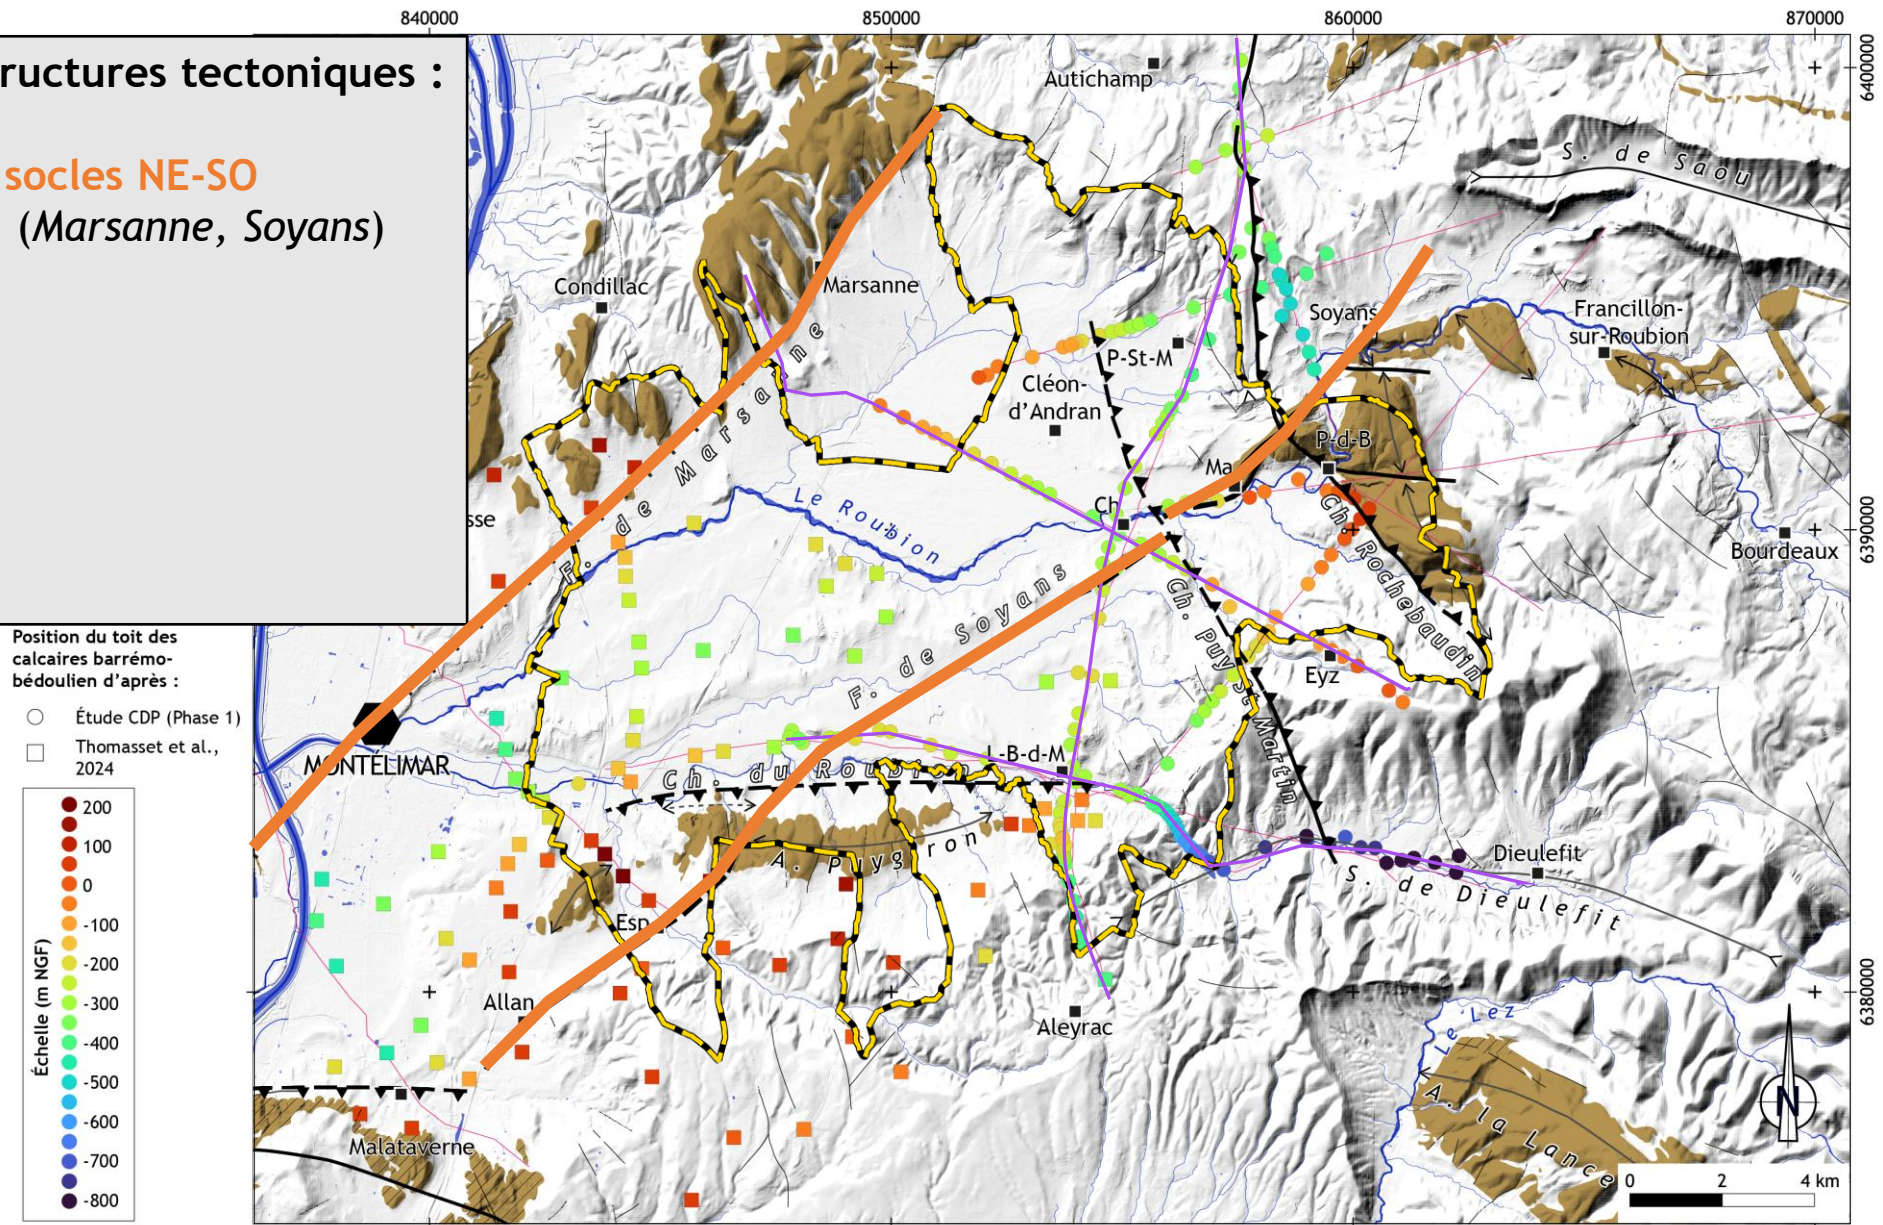 840000
850000
860000
870000
ructures tectoniques :
socles NE-SO
(Marsanne, Soyans)
6400000
Autichamp
S. de Saou
Condillac
Marsanne
Soyans
Francillon-
sur-Roubion
P-St-M
Cléon-
d’Andran
P-d-B
Ma
F. de Marsanne
Le Roubion
Ch
sse
6390000
Bourdeaux
Ch. Rochebaudin
F. de Soyans
Ch. Puy St Martin
Eyz
Position du toit des
calcaires barrémo-
bédoulien d’après :
Étude CDP (Phase 1)
Thomasset et al.,
2024
MONTÉLIMAR
L-B-d-M
Ch. du Roubion
A. Puygiron
Dieulefit
S. de Dieulefit
Esp
Allan
Aleyrac
6380000
Le Lez
A. la Lance
N
Malataverne
Échelle (m NGF)
200
100
0
-100
-200
-300
-400
-500
-600
-700
-800
0 2 4 km